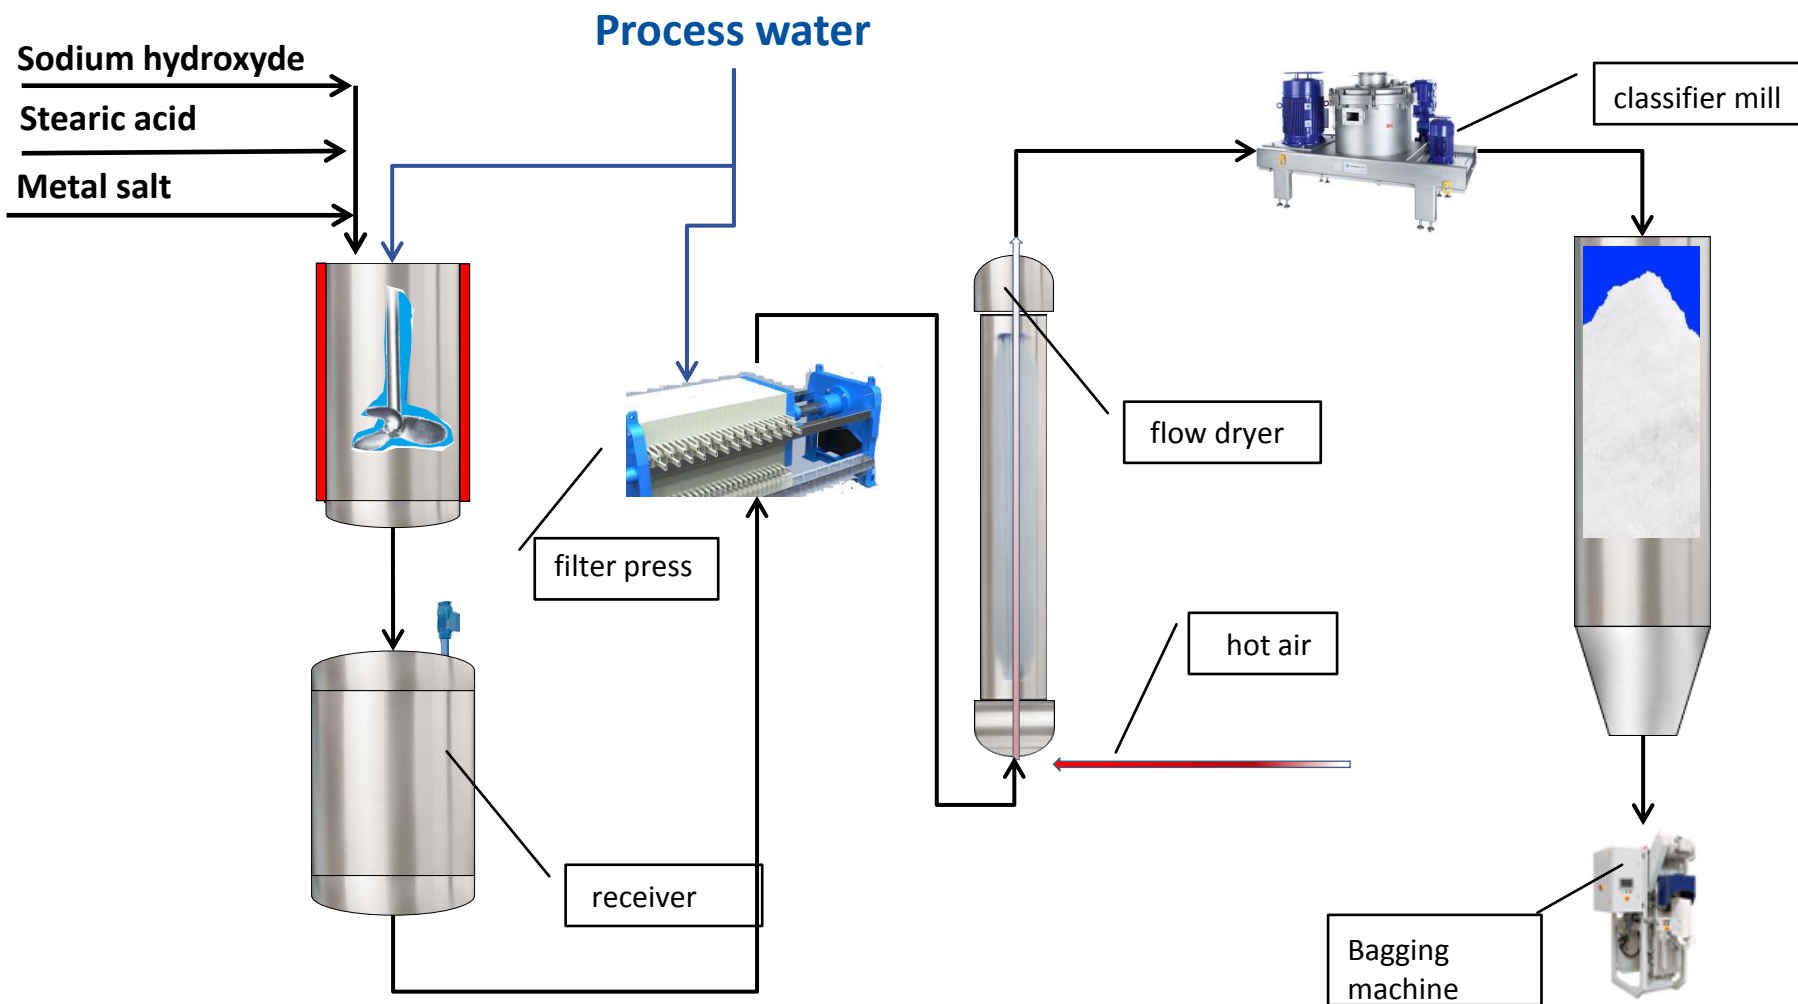 Process water
Sodium hydroxyde
Stearic acid
Metal salt
classifier mill
flow dryer
filter press
hot air
receiver
Bagging
machine